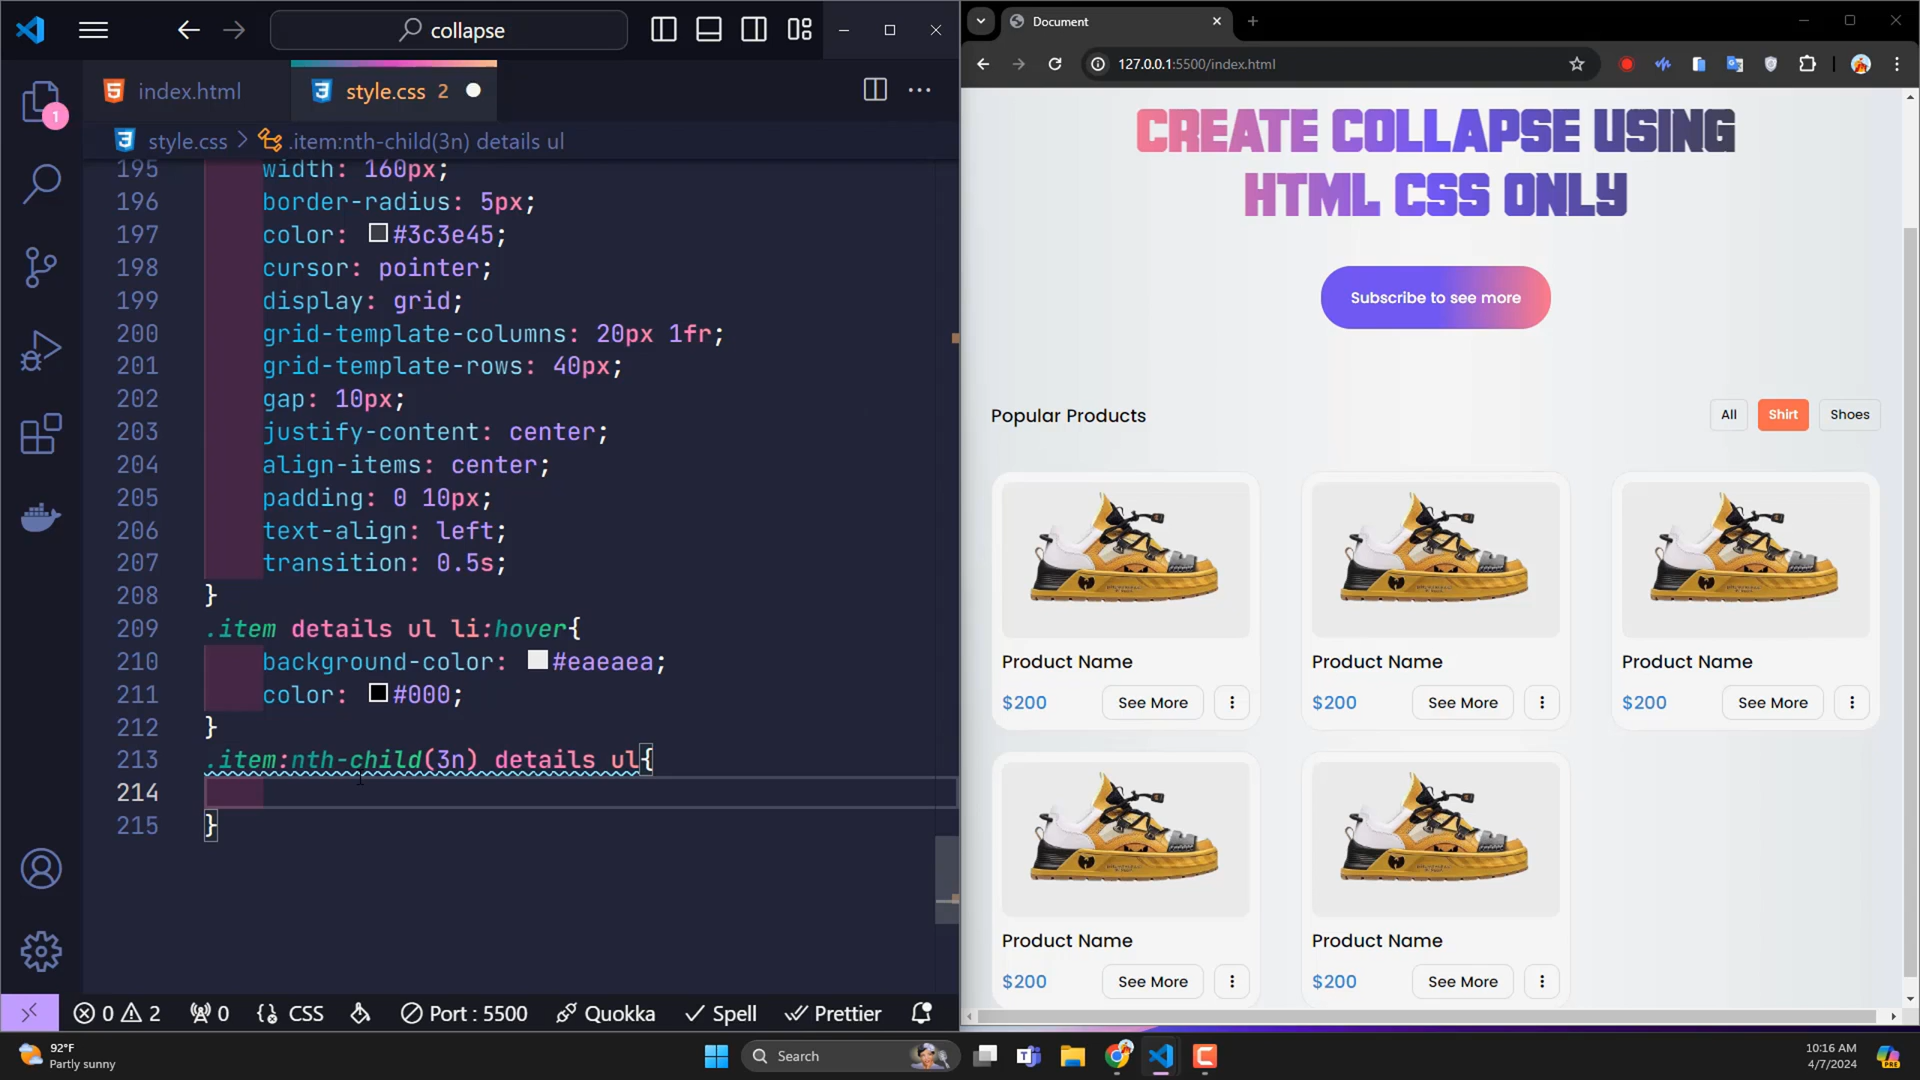 collapse
index.html
style.css 2
style.css > .item:nth-child(3n) details ul
195 width: 160px;
196 border-radius: 5px;
197 color: #3c3e45;
198 cursor: pointer;
199 display: grid;
200 grid-template-columns: 20px 1fr;
201 grid-template-rows: 40px;
202 gap: 10px;
203 justify-content: center;
204 align-items: center;
205 padding: 0 10px;
206 text-align: left;
207 transition: 0.5s;
208 }
209 .item details ul li:hover{
210 background-color: #eaeaea;
211 color: #000;
212 }
213 .item:nth-child(3n) details ul{
214
215 }
1
0 2 0 CSS Port : 5500 Quokka Spell Prettier
Document
127.0.0.1:5500/index.html
CREATE COLLAPSE USING
HTML CSS ONLY
Subscribe to see more
Popular Products
All Shirt Shoes
Product Name Product Name Product Name
$200 See More $200 See More $200 See More
Product Name Product Name
$200 See More $200 See More
92°F
Partly sunny
Search
10:16 AM
4/7/2024